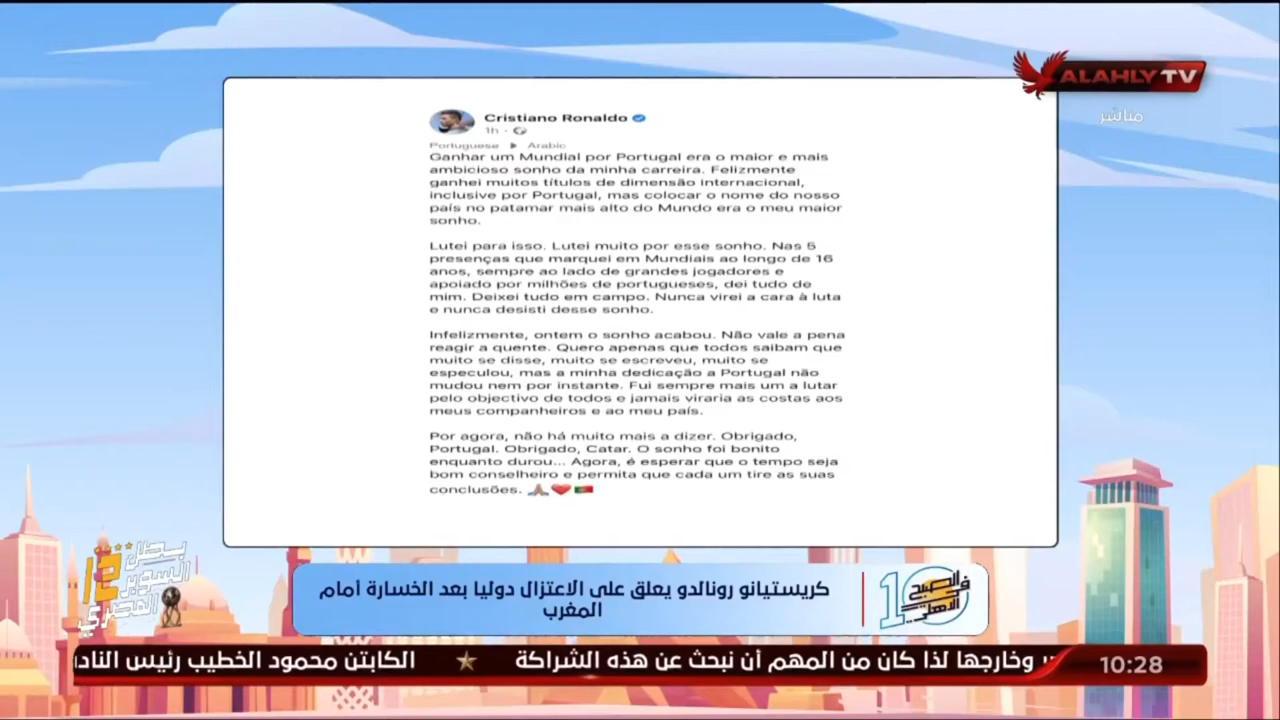 ALAHLY TV
مباشر
Cristiano Ronaldo
1h ·
Portuguese ▶ Arabic
Ganhar um Mundial por Portugal era o maior e mais
ambicioso sonho da minha carreira. Felizmente
ganhei muitos títulos de dimensão internacional,
inclusive por Portugal, mas colocar o nome do nosso
país no patamar mais alto do Mundo era o meu maior
sonho.
Lutei para isso. Lutei muito por esse sonho. Nas 5
presenças que marquei em Mundiais ao longo de 16
anos, sempre ao lado de grandes jogadores e
apoiado por milhões de portugueses, dei tudo de
mim. Deixei tudo em campo. Nunca virei a cara à luta
e nunca desisti desse sonho.
Infelizmente, ontem o sonho acabou. Não vale a pena
reagir a quente. Quero apenas que todos saibam que
muito se disse, muito se escreveu, muito se
especulou, mas a minha dedicação a Portugal não
mudou nem por instante. Fui sempre mais um a lutar
pelo objectivo de todos e jamais viraria as costas aos
meus companheiros e ao meu país.
Por agora, não há muito mais a dizer. Obrigado,
Portugal. Obrigado, Catar. O sonho foi bonito
enquanto durou... Agora, é esperar que o tempo seja
bom conselheiro e permita que cada um tire as suas
conclusões. 🙏🏽❤️🇵🇹
بطل 12
السوبر
المصري
كريستيانو رونالدو يعلق على الاعتزال دوليا بعد الخسارة أمام
المغرب
10 الصبح
في
الأهلي
وخارجها لذا كان من المهم أن نبحث عن هذه الشراكة ★ الكابتن محمود الخطيب رئيس
10:28